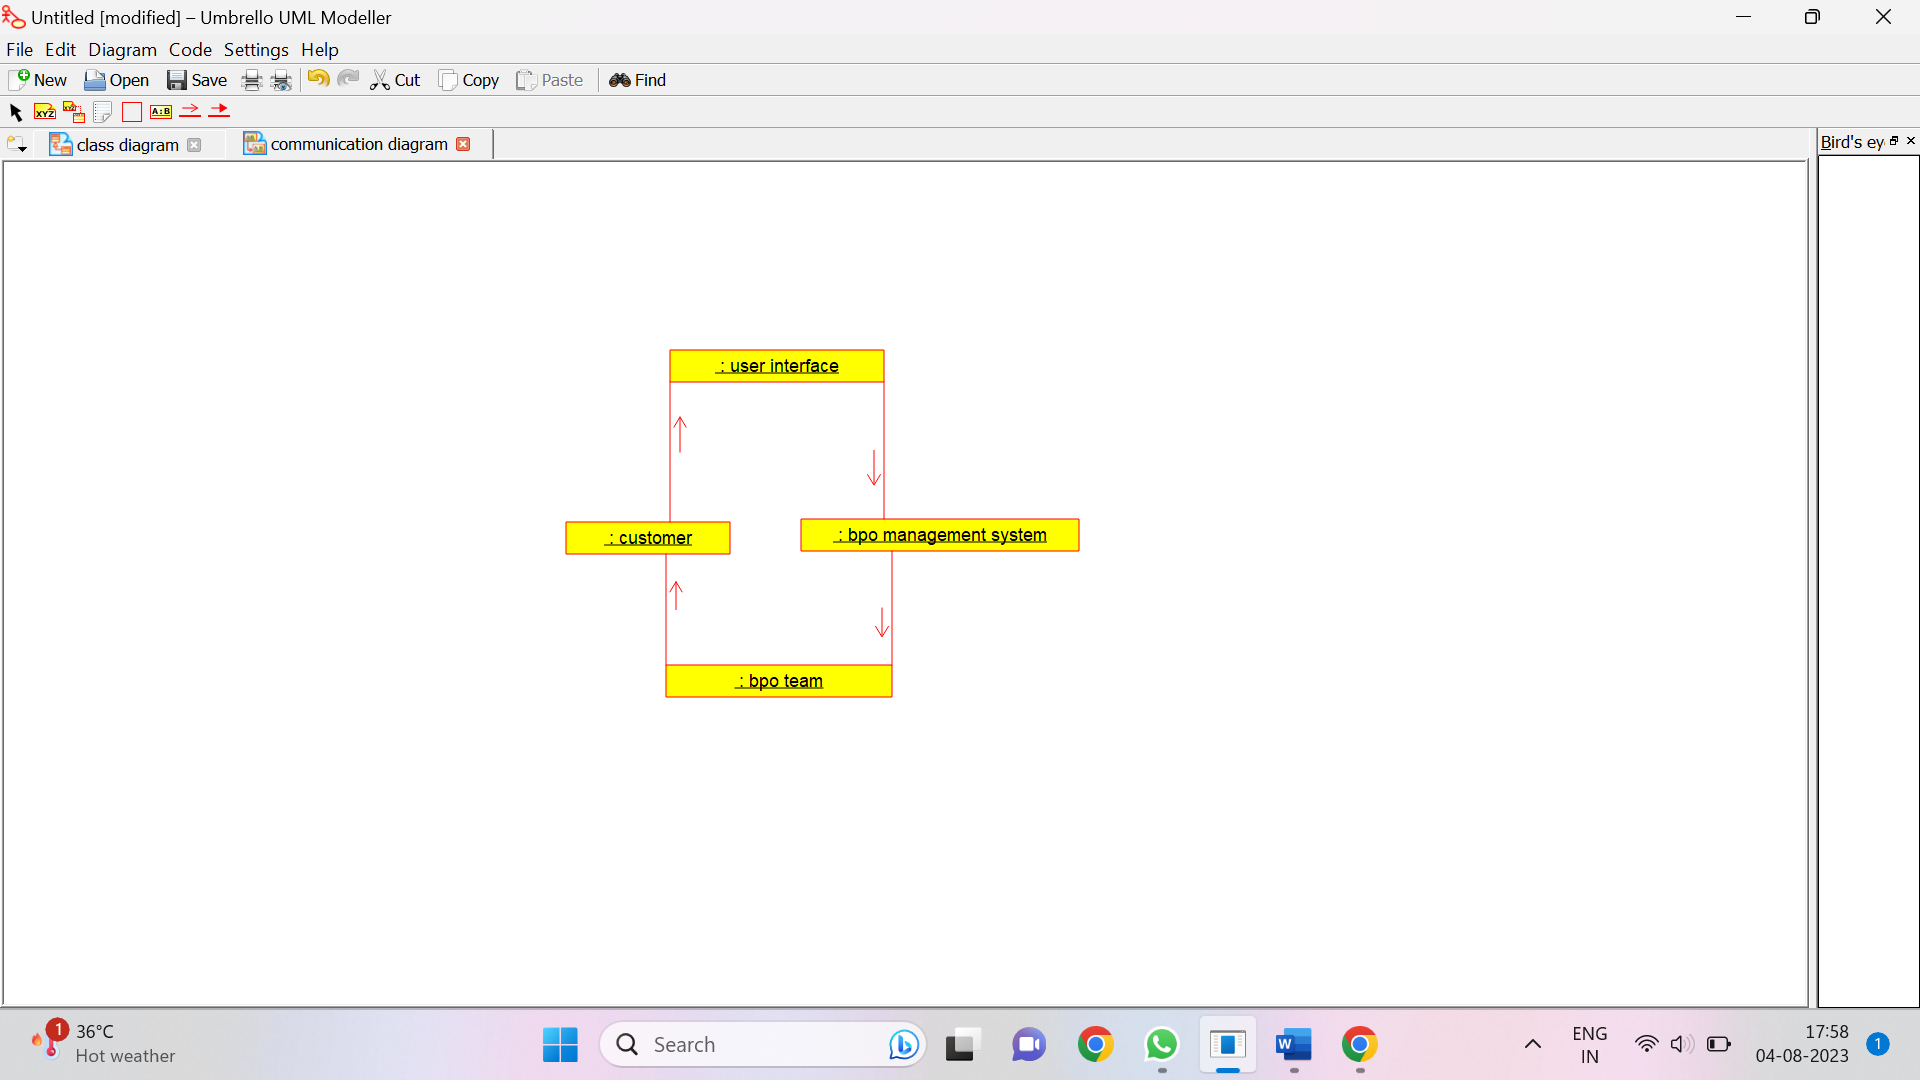 Untitled [modified] – Umbrello UML Modeller
File Edit Diagram Code Settings Help
New Open Save Cut Copy Paste Find
XYZ XYZ A:B
class diagram communication diagram
Bird's ey
: user interface
: customer
: bpo management system
: bpo team
1 36°C
Hot weather
Search
W
ENG
IN
17:58
04-08-2023
1